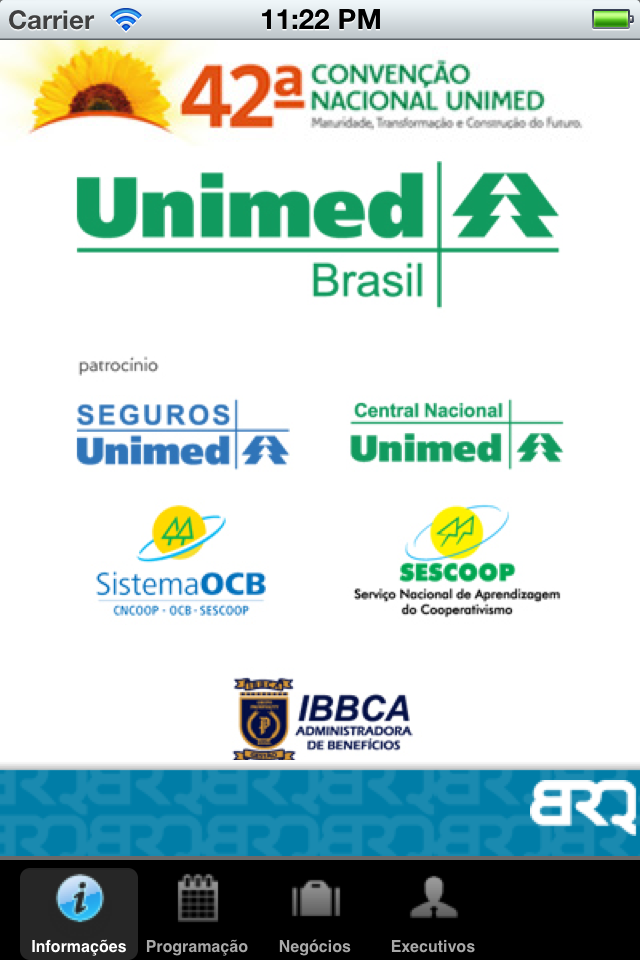 Carrier
11:22 PM
42ª
CONVENÇÃO
NACIONAL UNIMED
Maturidade, Transformação e Construção do Futuro.
Unimed
Brasil
patrocínio
SEGUROS
Unimed
Central Nacional
Unimed
SistemaOCB
CNCOOP · OCB · SESCOOP
SESCOOP
Serviço Nacional de Aprendizagem
do Cooperativismo
IBBCA
ADMINISTRADORA
DE BENEFÍCIOS
BRQ
Informações
Programação
Negócios
Executivos